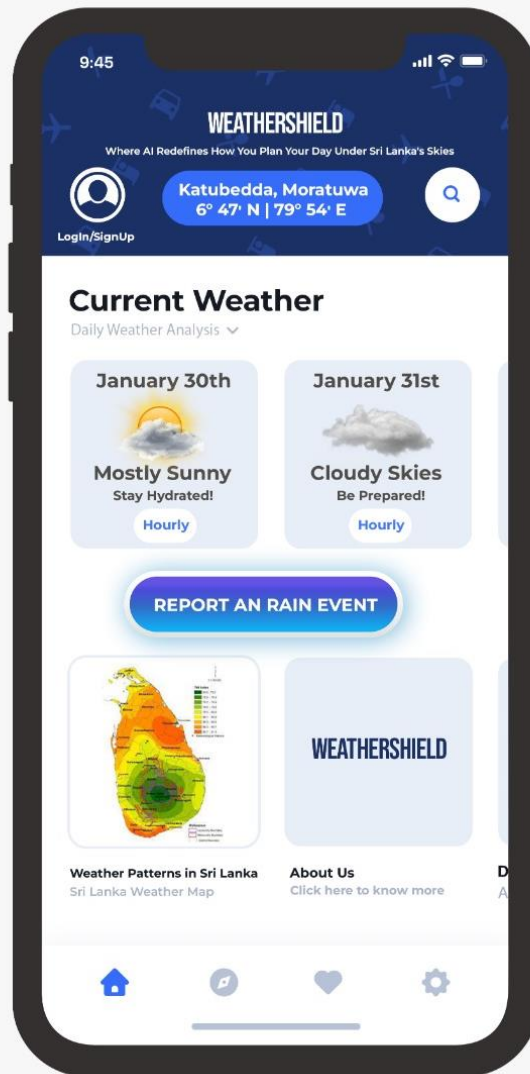 9:45
WEATHERSHIELD
Where AI Redefines How You Plan Your Day Under Sri Lanka's Skies
Katubedda, Moratuwa
6° 47' N | 79° 54' E
LogIn/SignUp
Current Weather
Daily Weather Analysis
January 30th
Mostly Sunny
Stay Hydrated!
Hourly
January 31st
Cloudy Skies
Be Prepared!
Hourly
REPORT AN RAIN EVENT
WEATHERSHIELD
Weather Patterns in Sri Lanka
Sri Lanka Weather Map
About Us
Click here to know more
D
A